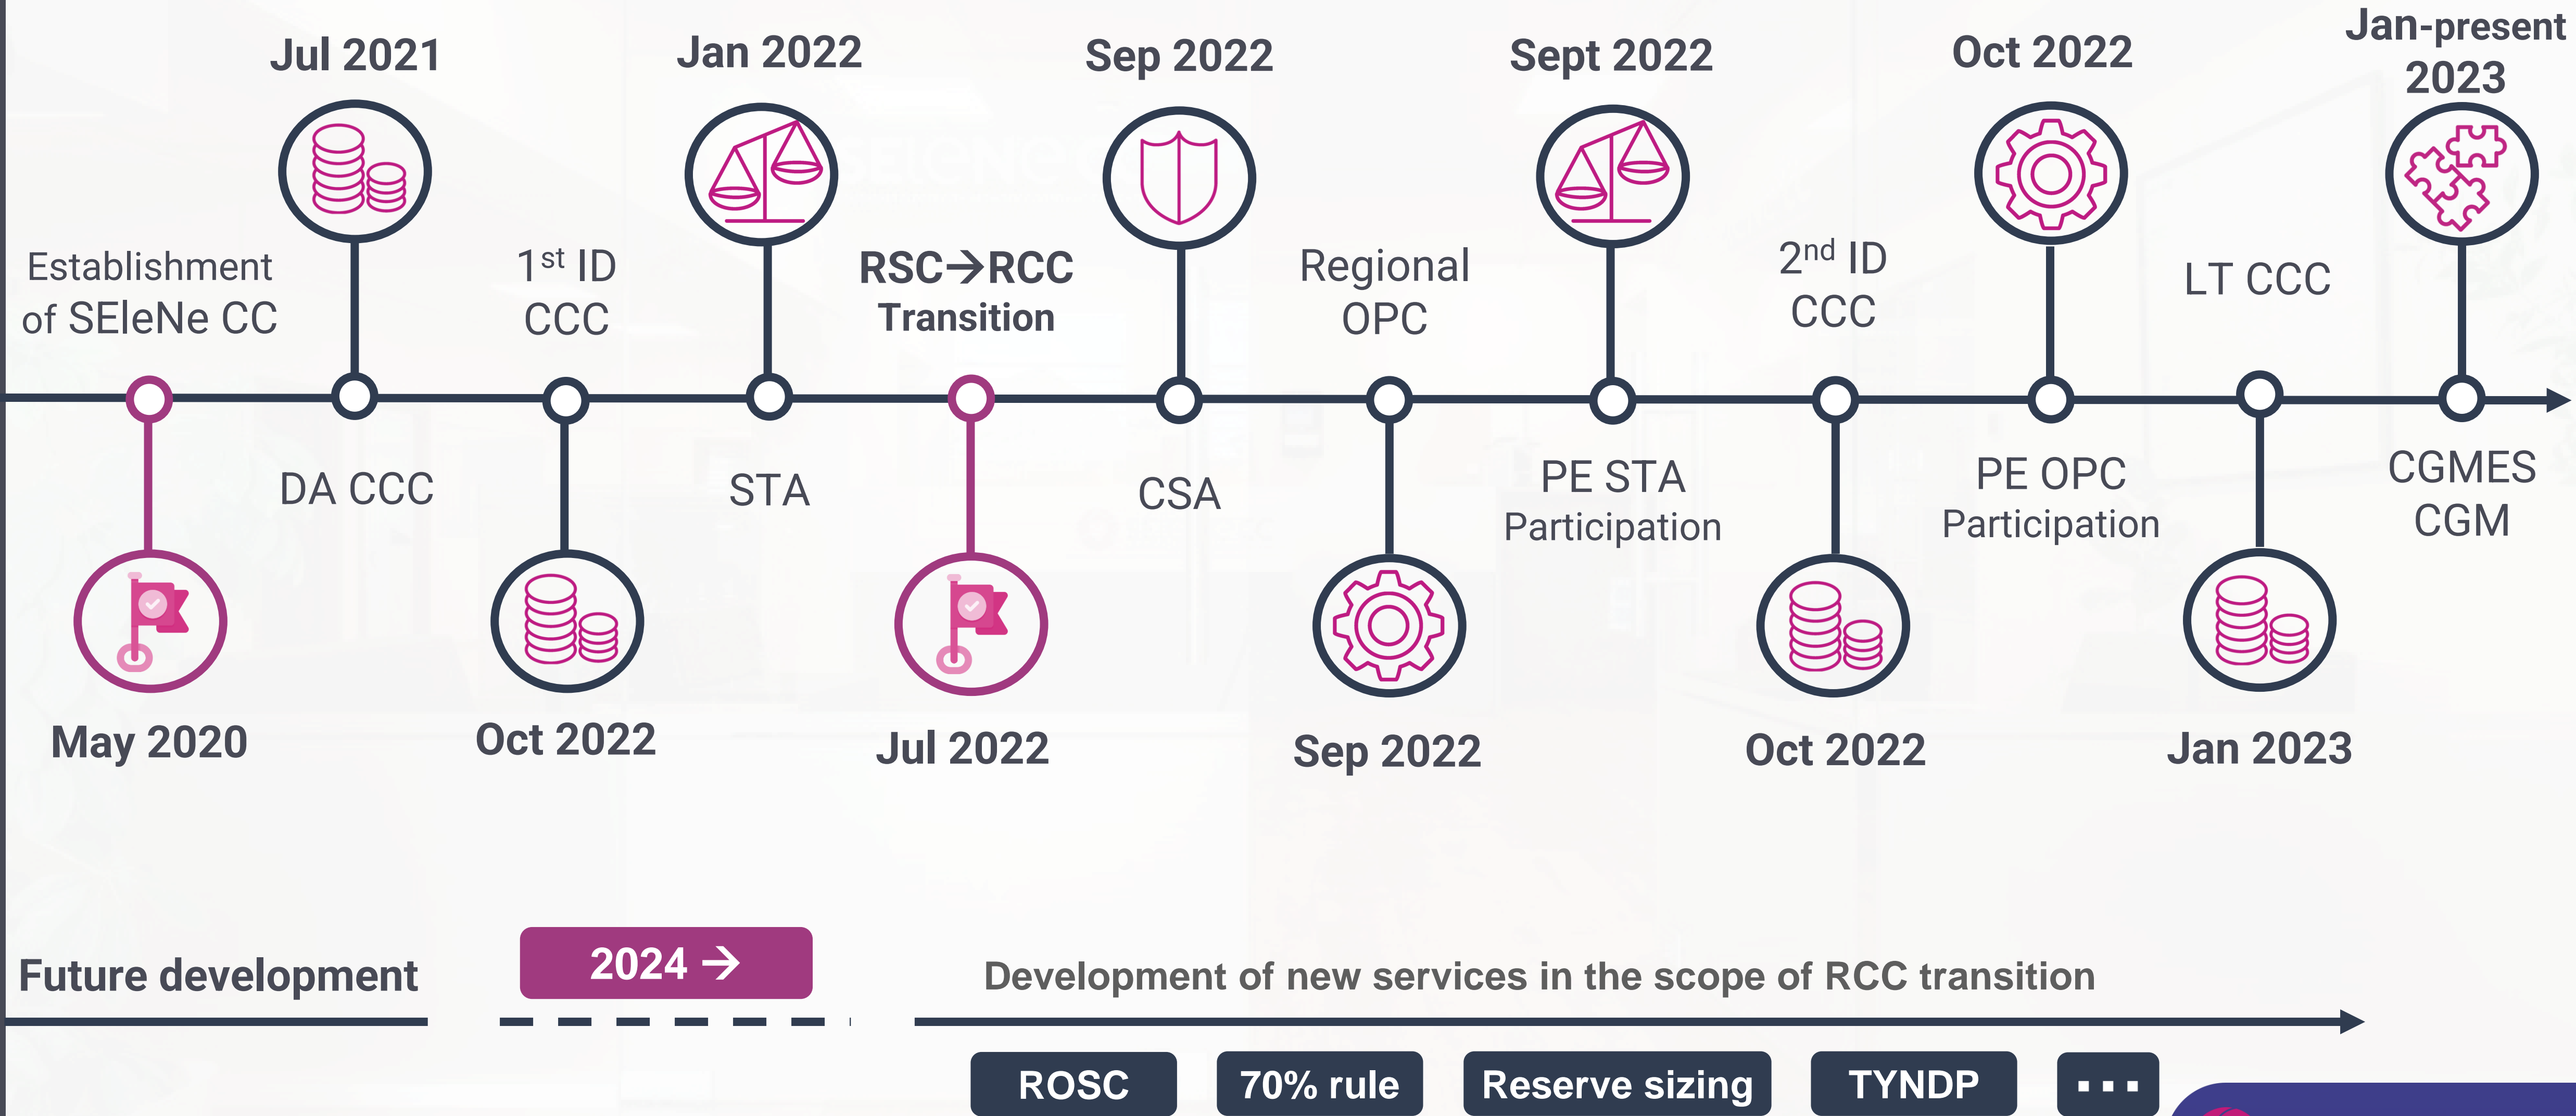 Jul 2021
Jan 2022
Sep 2022
Sept 2022
Oct 2022
Jan-present
2023
Establishment
of SEleNe CC
1st ID
CCC
RSC→RCC
Transition
Regional
OPC
2nd ID
CCC
LT CCC
DA CCC
STA
CSA
PE STA
Participation
PE OPC
Participation
CGMES
CGM
May 2020
Oct 2022
Jul 2022
Sep 2022
Oct 2022
Jan 2023
Future development
2024 →
Development of new services in the scope of RCC transition
ROSC
70% rule
Reserve sizing
TYNDP
...